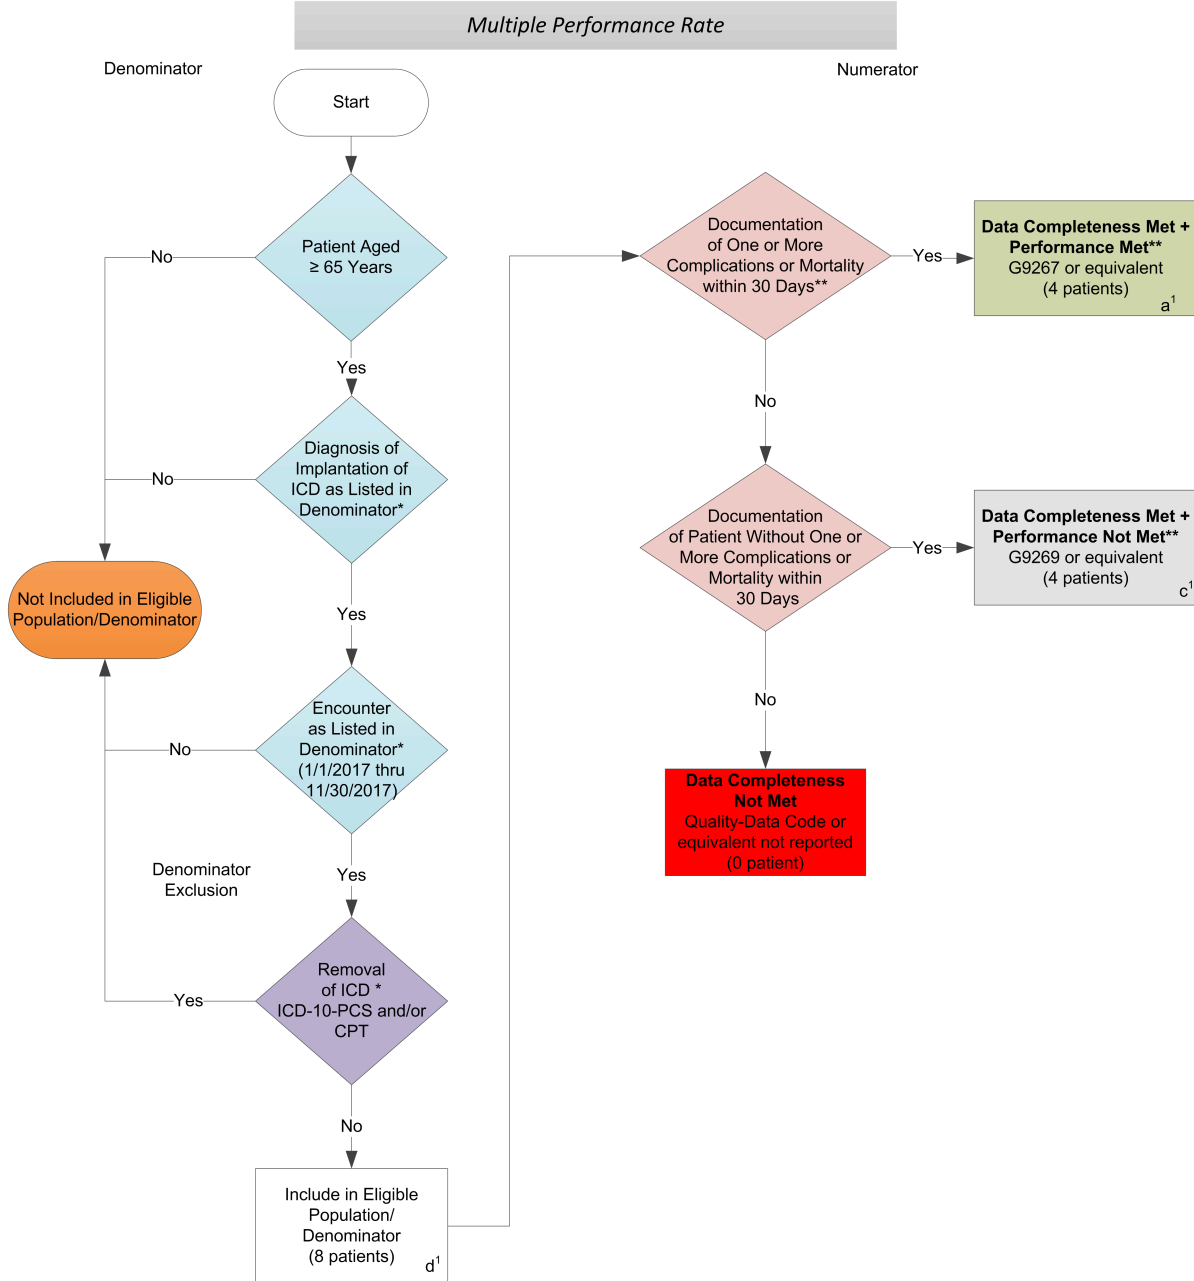 Multiple Performance Rate
Denominator
Numerator
Start
Patient Aged
≥ 65 Years
No
Yes
Diagnosis of
Implantation of
ICD as Listed in
Denominator*
No
Yes
Not Included in Eligible
Population/Denominator
Encounter
as Listed in
Denominator*
(1/1/2017 thru
11/30/2017)
No
Yes
Denominator
Exclusion
Removal
of ICD *
ICD-10-PCS and/or
CPT
Yes
No
Include in Eligible
Population/
Denominator
(8 patients)
d1
Documentation
of One or More
Complications or Mortality
within 30 Days**
Yes
Data Completeness Met +
Performance Met**
G9267 or equivalent
(4 patients)
a1
No
Documentation
of Patient Without One or
More Complications or
Mortality within
30 Days
Yes
Data Completeness Met +
Performance Not Met**
G9269 or equivalent
(4 patients)
c1
No
Data Completeness
Not Met
Quality-Data Code or
equivalent not reported
(0 patient)